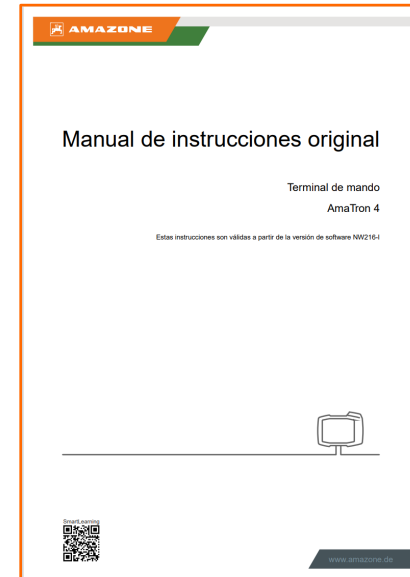 AMAZONE
Manual de instrucciones original
Terminal de mando
AmaTron 4
Estas instrucciones son válidas a partir de la versión de software NW216-I
SmartLearning
www.amazone.de